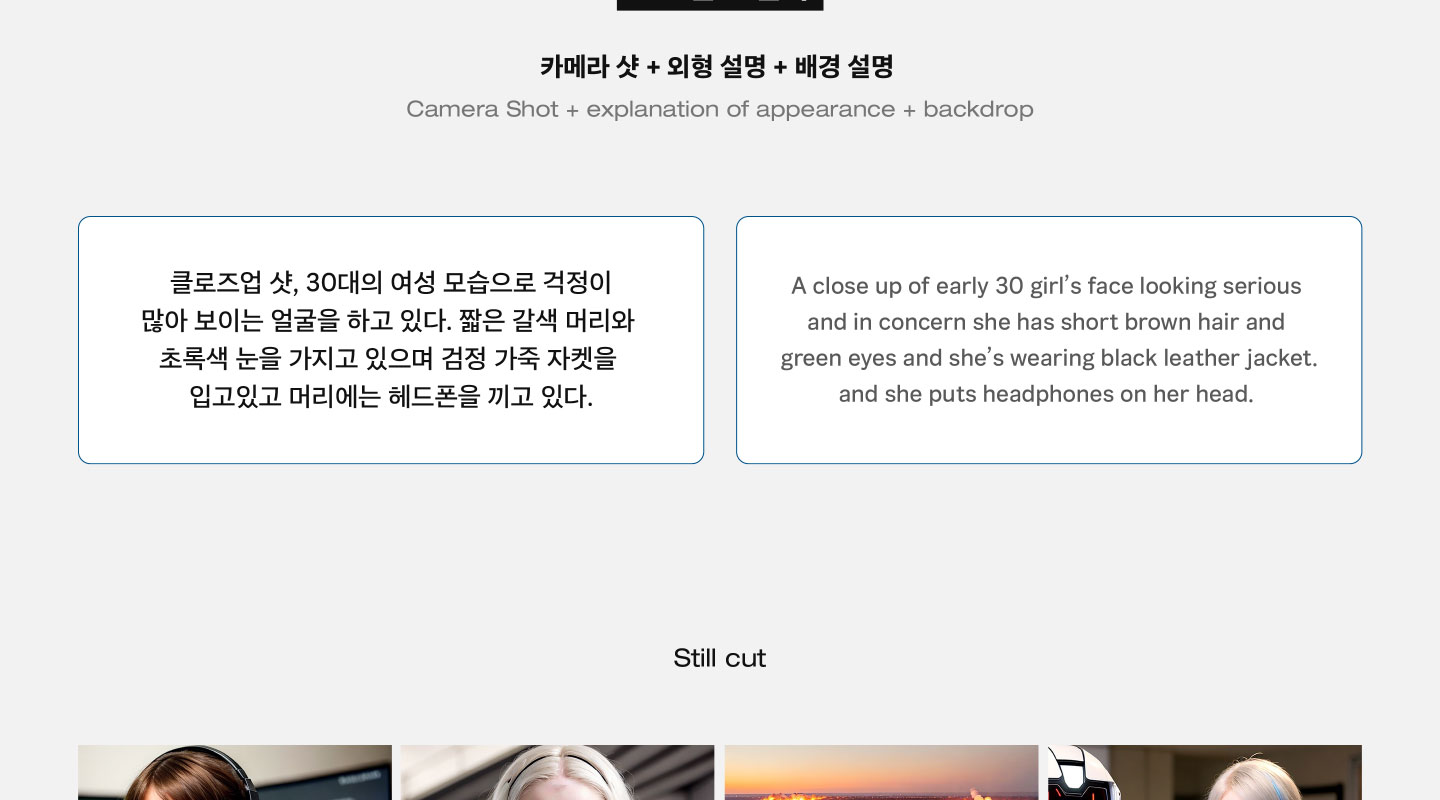 카메라 샷 + 외형 설명 + 배경 설명
Camera Shot + explanation of appearance + backdrop
클로즈업 샷, 30대의 여성 모습으로 걱정이
많아 보이는 얼굴을 하고 있다. 짧은 갈색 머리와
초록색 눈을 가지고 있으며 검정 가죽 자켓을
입고있고 머리에는 헤드폰을 끼고 있다.
A close up of early 30 girl’s face looking serious
and in concern she has short brown hair and
green eyes and she’s wearing black leather jacket.
and she puts headphones on her head.
Still cut